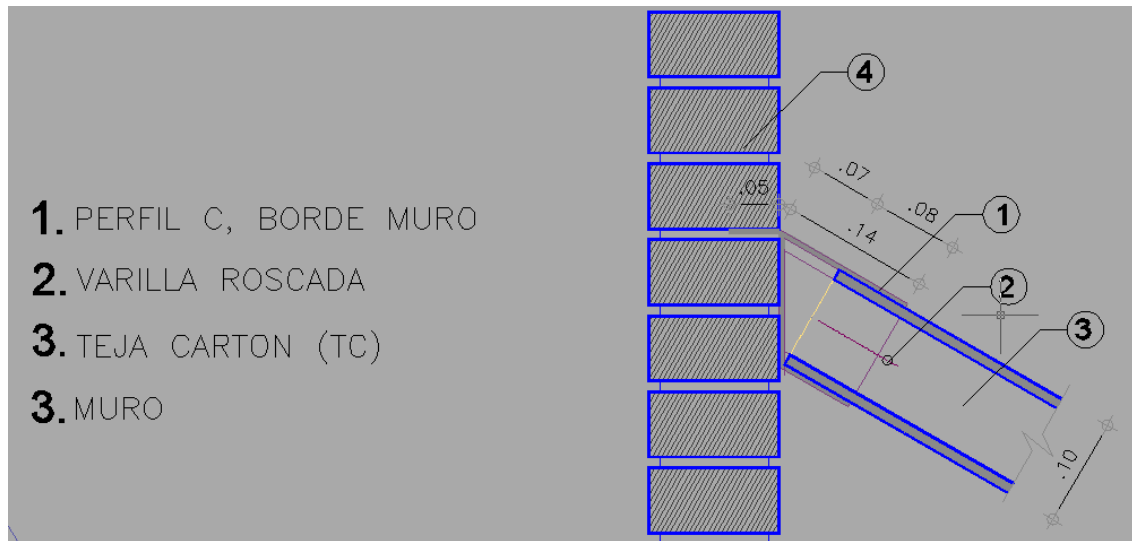 1. PERFIL C, BORDE MURO
2. VARILLA ROSCADA
3. TEJA CARTON (TC)
3. MURO
4
.07
.05
.08
1
.14
2
3
.10